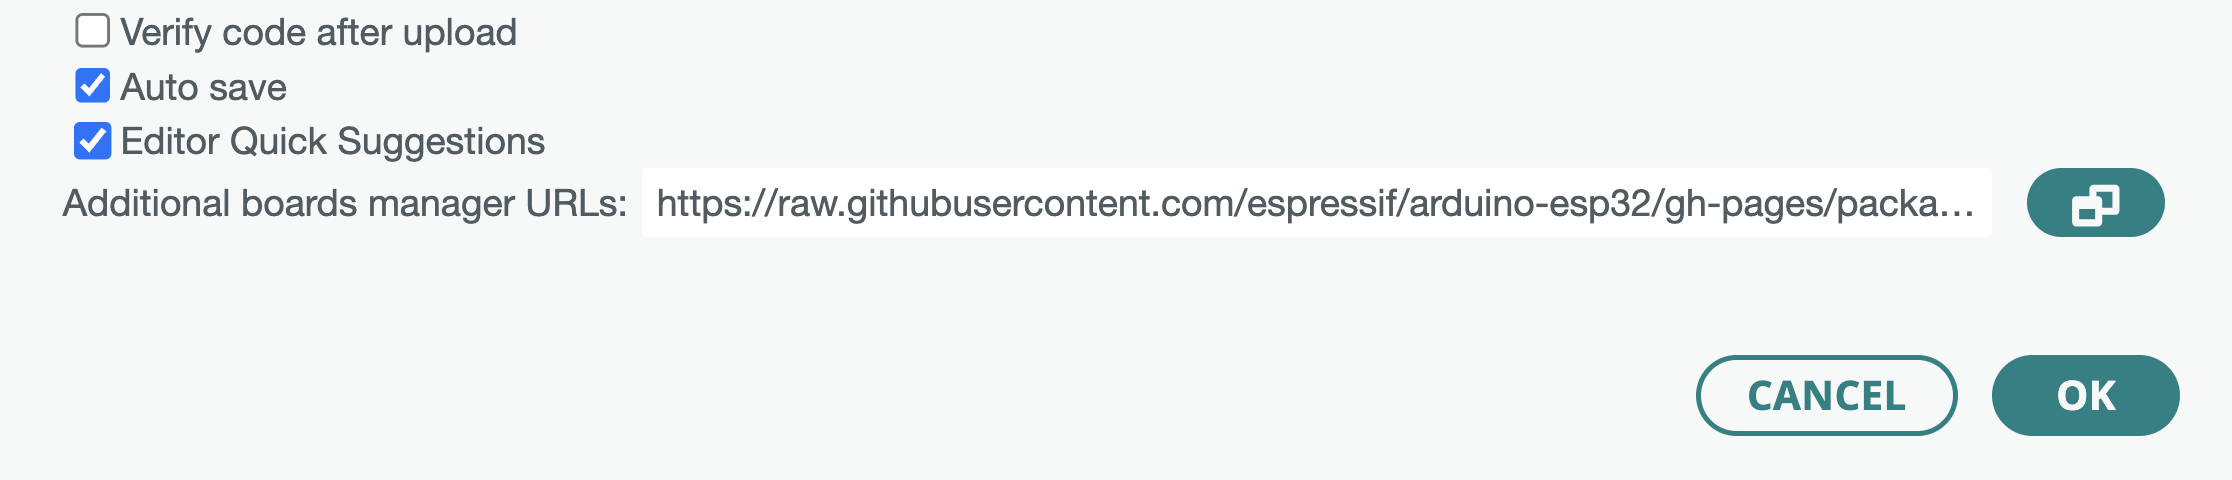 Verify code after upload
Auto save
Editor Quick Suggestions
Additional boards manager URLs: https://raw.githubusercontent.com/espressif/arduino-esp32/gh-pages/packa…
CANCEL OK